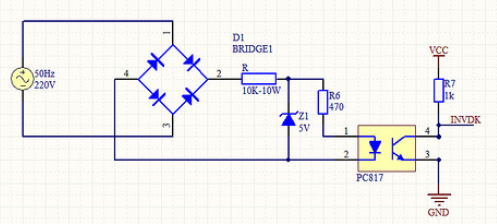 D1
BRIDGE1
1
50Hz
220V
4
2
3
R
10K-10W
Z1
5V
R6
470
1
2
4
3
PC817
VCC
R7
1k
INVDK
GND